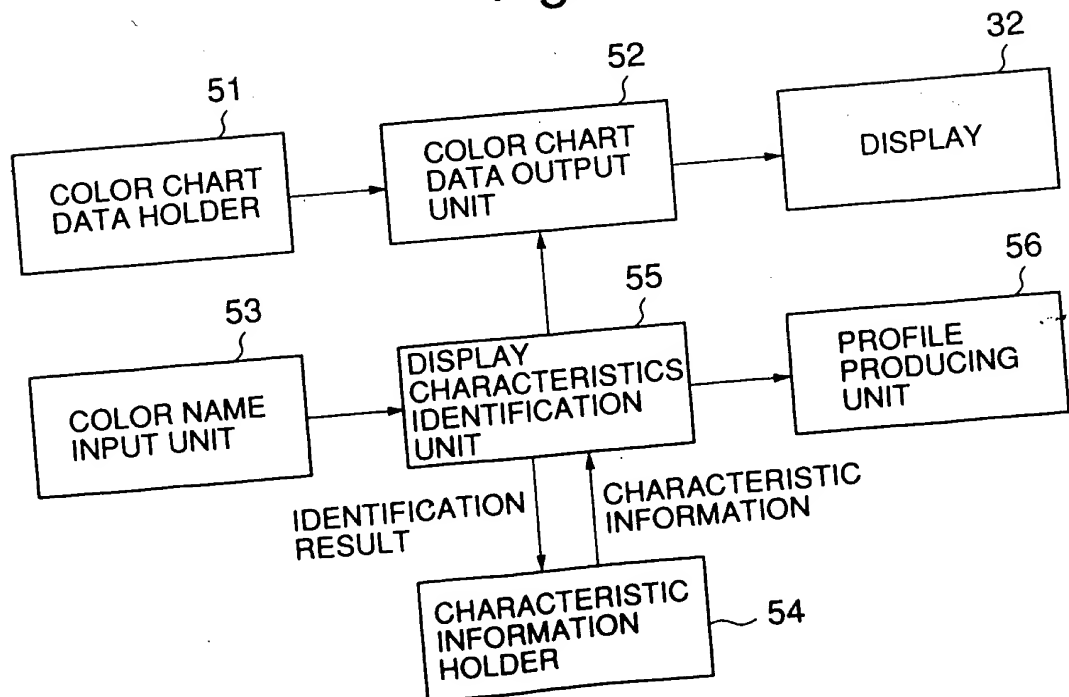 51
COLOR CHART
DATA HOLDER
52
COLOR CHART
DATA OUTPUT
UNIT
32
DISPLAY
53
COLOR NAME
INPUT UNIT
55
DISPLAY
CHARACTERISTICS
IDENTIFICATION
UNIT
56
PROFILE
PRODUCING
UNIT
IDENTIFICATION
RESULT
CHARACTERISTIC
INFORMATION
CHARACTERISTIC
INFORMATION
HOLDER
54